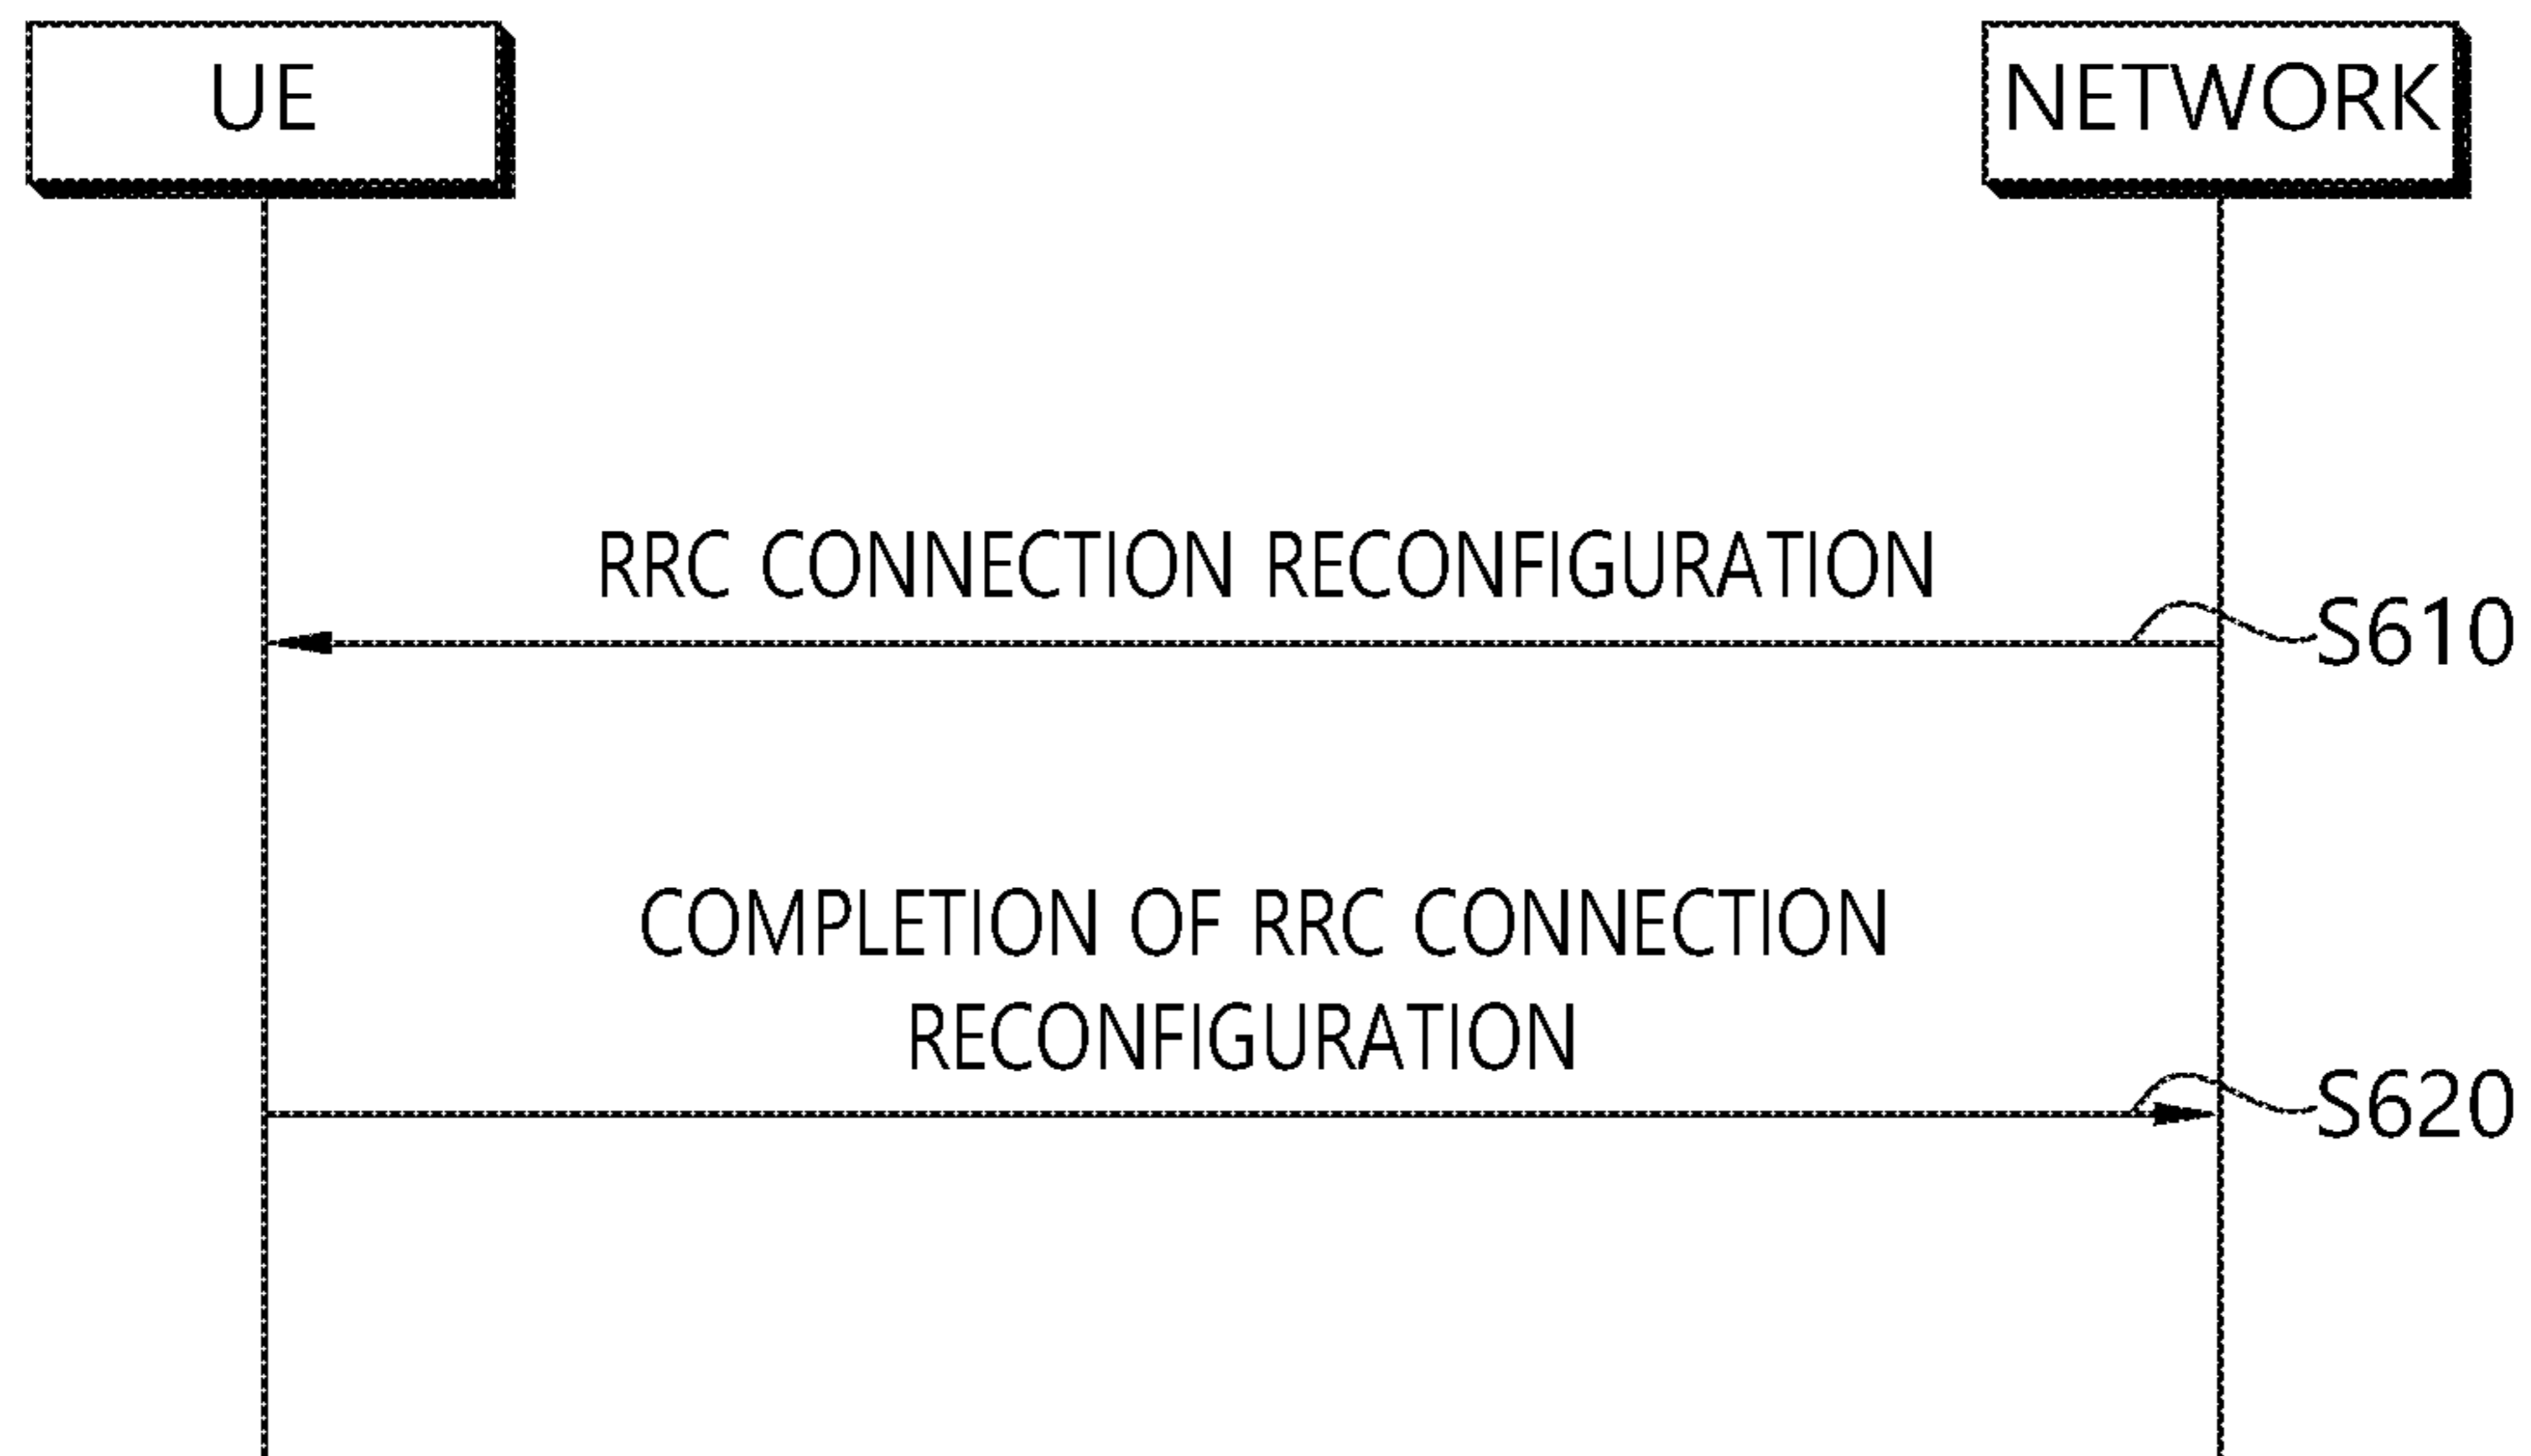 UE
NETWORK
RRC CONNECTION RECONFIGURATION
S610
COMPLETION OF RRC CONNECTION
RECONFIGURATION
S620